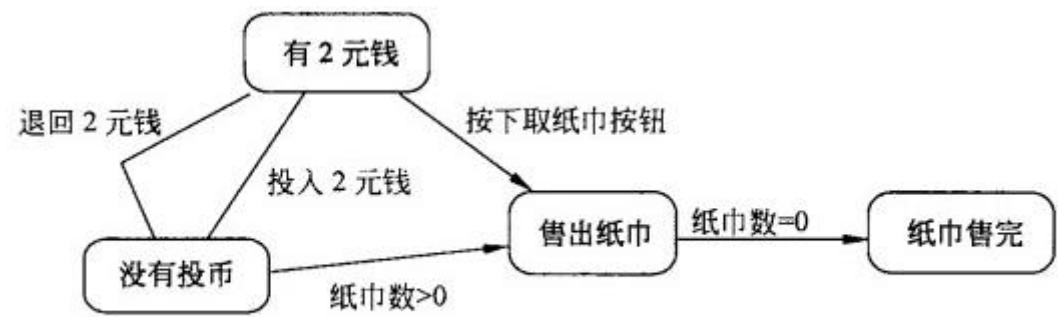 有 2 元钱
退回 2 元钱
按下取纸巾按钮
投入 2 元钱
售出纸巾
纸巾数=0
纸巾售完
没有投币
纸巾数>0